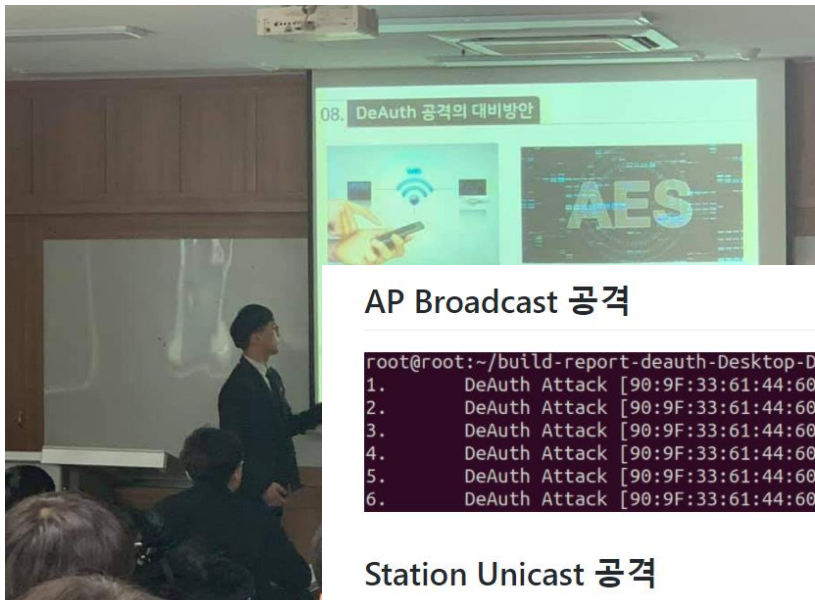 08. DeAuth 공격의 대비방안
WiFi
AES
AP Broadcast 공격
root@root:~/build-report-deauth-Desktop-D
1. DeAuth Attack [90:9F:33:61:44:60
2. DeAuth Attack [90:9F:33:61:44:60
3. DeAuth Attack [90:9F:33:61:44:60
4. DeAuth Attack [90:9F:33:61:44:60
5. DeAuth Attack [90:9F:33:61:44:60
6. DeAuth Attack [90:9F:33:61:44:60
Station Unicast 공격